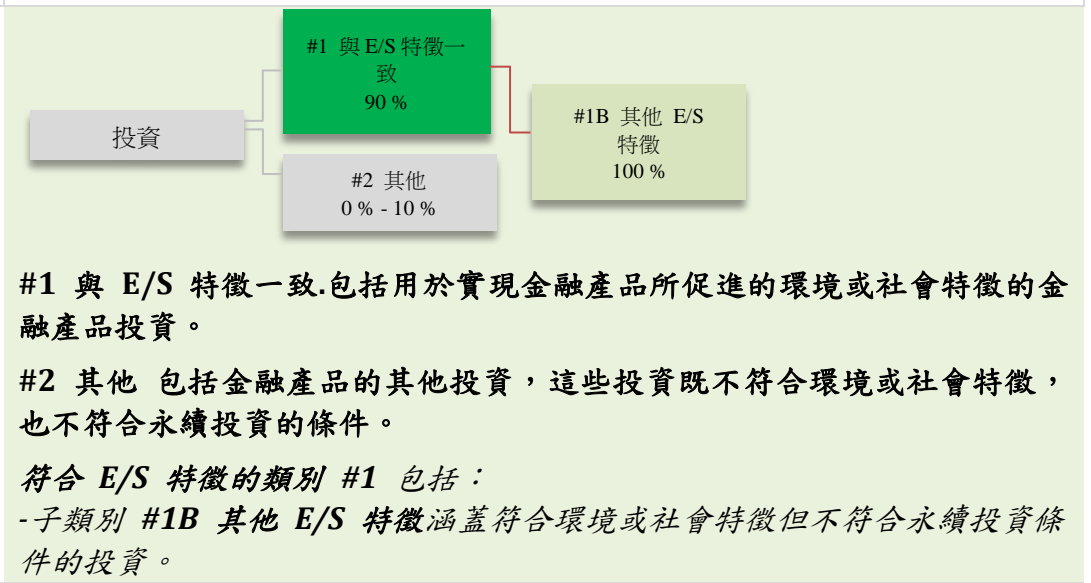 #1 與 E/S 特徵一
致
90 %
投資
#1B 其他 E/S
特徵
100 %
#2 其他
0 % - 10 %
#1 與 E/S 特徵一致.包括用於實現金融產品所促進的環境或社會特徵的金
融產品投資。
#2 其他 包括金融產品的其他投資，這些投資既不符合環境或社會特徵，
也不符合永續投資的條件。
符合 E/S 特徵的類別 #1 包括：
-子類別 #1B 其他 E/S 特徵涵蓋符合環境或社會特徵但不符合永續投資條
件的投資。